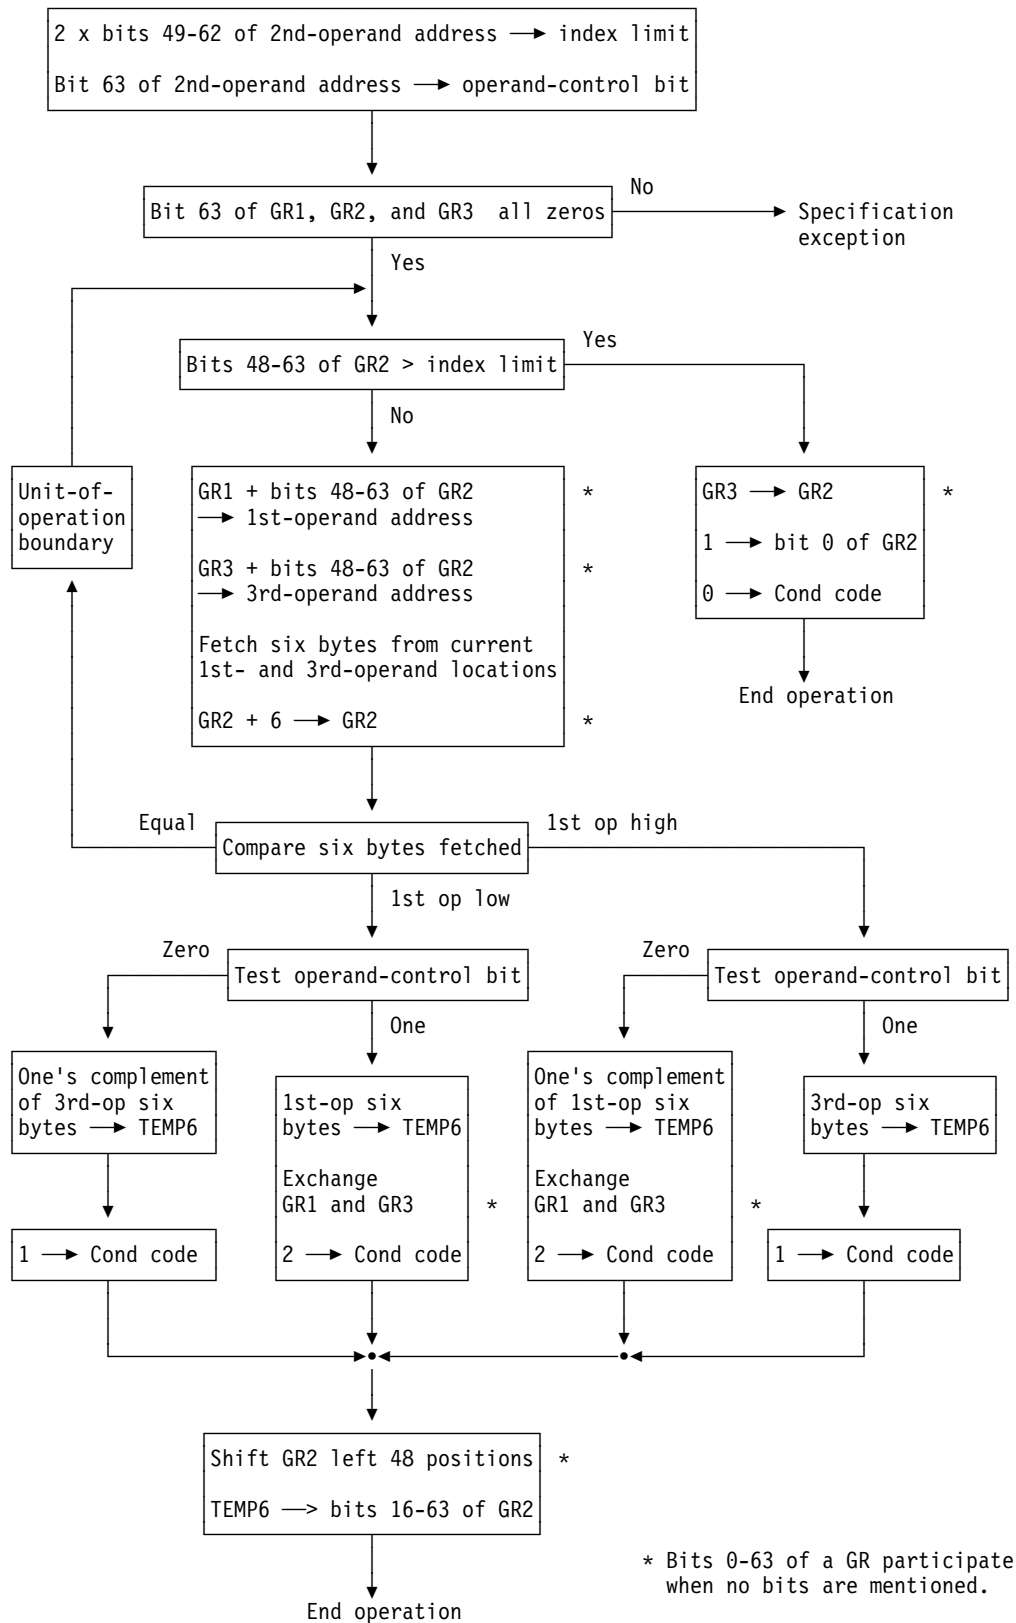 2 x bits 49-62 of 2nd-operand address → index limit
Bit 63 of 2nd-operand address → operand-control bit
Bit 63 of GR1, GR2, and GR3 all zeros
No
Specification
exception
Yes
Bits 48-63 of GR2 > index limit
Yes
No
Unit-of-
operation
boundary
GR1 + bits 48-63 of GR2 *
→ 1st-operand address
GR3 + bits 48-63 of GR2 *
→ 3rd-operand address
Fetch six bytes from current
1st- and 3rd-operand locations
GR2 + 6 → GR2 *
GR3 → GR2 *
1 → bit 0 of GR2
0 → Cond code
End operation
Equal
Compare six bytes fetched
1st op high
1st op low
Zero
Test operand-control bit
One
Zero
Test operand-control bit
One
One's complement
of 3rd-op six
bytes → TEMP6
1 → Cond code
1st-op six
bytes → TEMP6
Exchange
GR1 and GR3 *
2 → Cond code
One's complement
of 1st-op six
bytes → TEMP6
Exchange
GR1 and GR3 *
2 → Cond code
3rd-op six
bytes → TEMP6
1 → Cond code
Shift GR2 left 48 positions *
TEMP6 —> bits 16-63 of GR2
End operation
* Bits 0-63 of a GR participate
when no bits are mentioned.